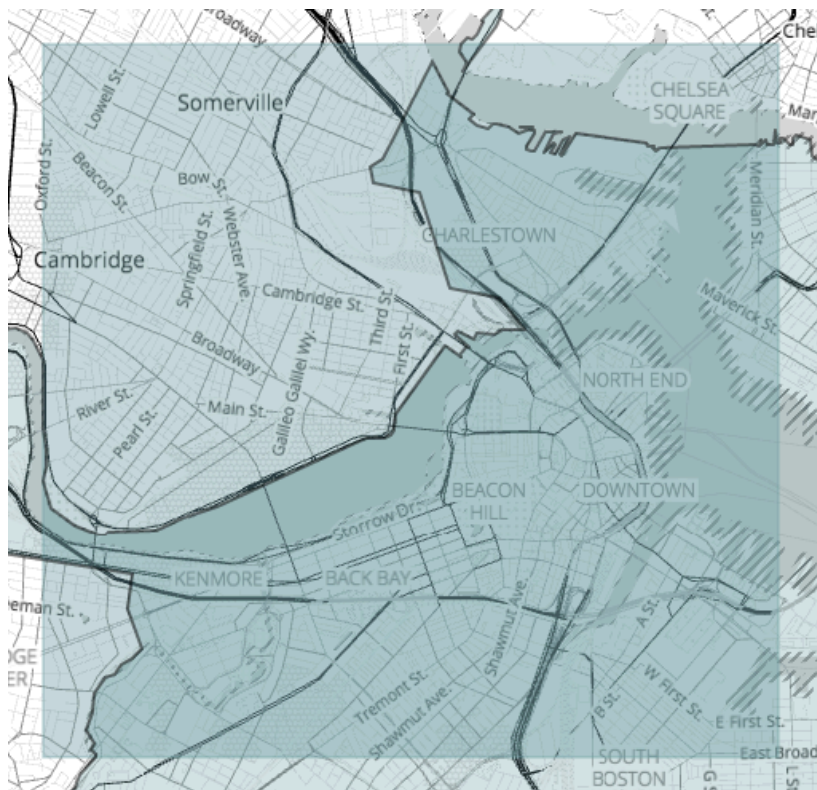 Broadway
Che
CHELSEA
SQUARE
Somerville
Lowell St.
Mar
Oxford St.
Beacon St.
Bow St.
Meridian St.
Springfield St.
Webster Ave.
CHARLESTOWN
Cambridge
Cambridge St.
Third St.
First St.
Maverick St.
Broadway
Galileo Galilei Wy.
NORTH END
River St.
Pearl St.
Main St.
BEACON
HILL
DOWNTOWN
Storrow Dr.
KENMORE
BACK BAY
eman St.
A St.
Shawmut Ave.
DGE
ER
Tremont St.
Shawmut Ave.
W First St.
B St.
E First St.
SOUTH
BOSTON
East Broad
G S
L St